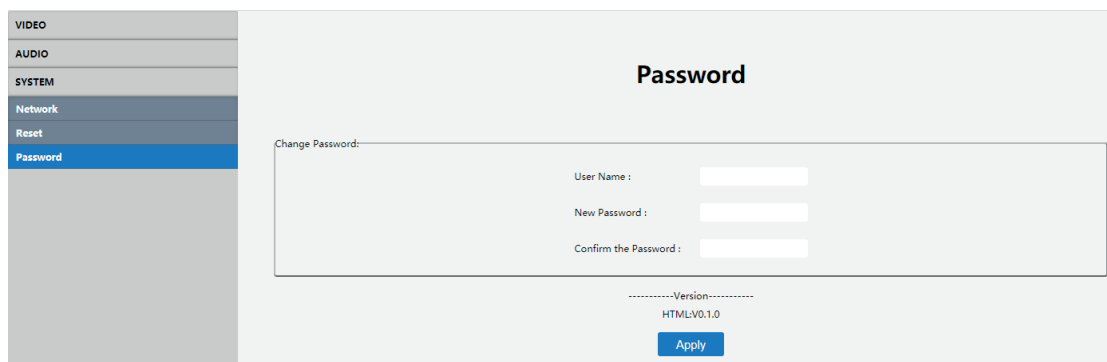 VIDEO
AUDIO
SYSTEM
Network
Reset
Password
Password
Change Password:
User Name :
New Password :
Confirm the Password :
-----------Version-----------
HTML:V0.1.0
Apply